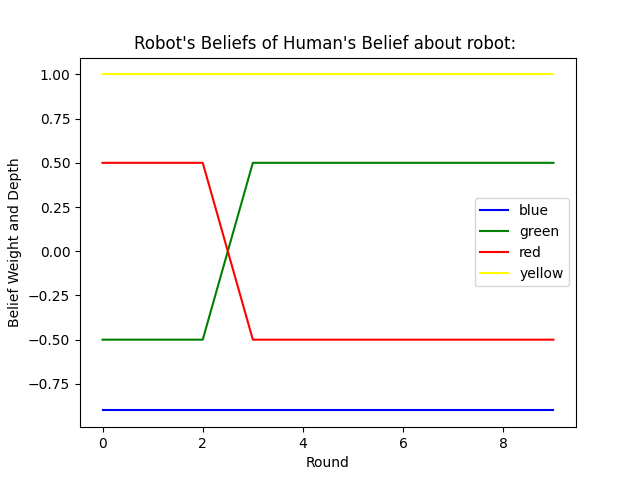 Robot's Beliefs of Human's Belief about robot:
1.00
0.75
0.50
0.25
0.00
−0.25
−0.50
−0.75
Belief Weight and Depth
blue
green
red
yellow
0 2 4 6 8
Round